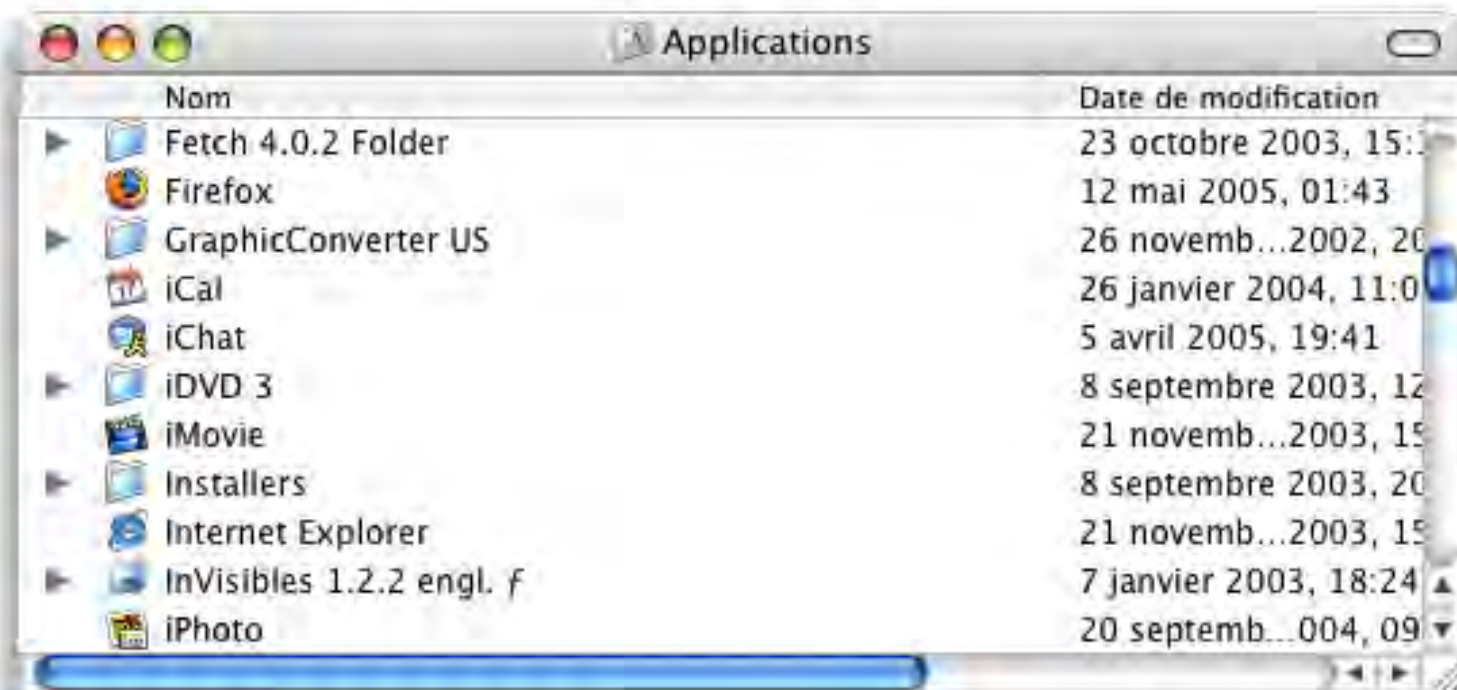 Applications
Nom Date de modification
Fetch 4.0.2 Folder 23 octobre 2003, 15:
Firefox 12 mai 2005, 01:43
GraphicConverter US 26 novemb...2002, 20
iCal 26 janvier 2004, 11:0
iChat 5 avril 2005, 19:41
iDVD 3 8 septembre 2003, 12
iMovie 21 novemb...2003, 15
Installers 8 septembre 2003, 20
Internet Explorer 21 novemb...2003, 15
InVisibles 1.2.2 engl. ƒ 7 janvier 2003, 18:24
iPhoto 20 septemb...004, 09